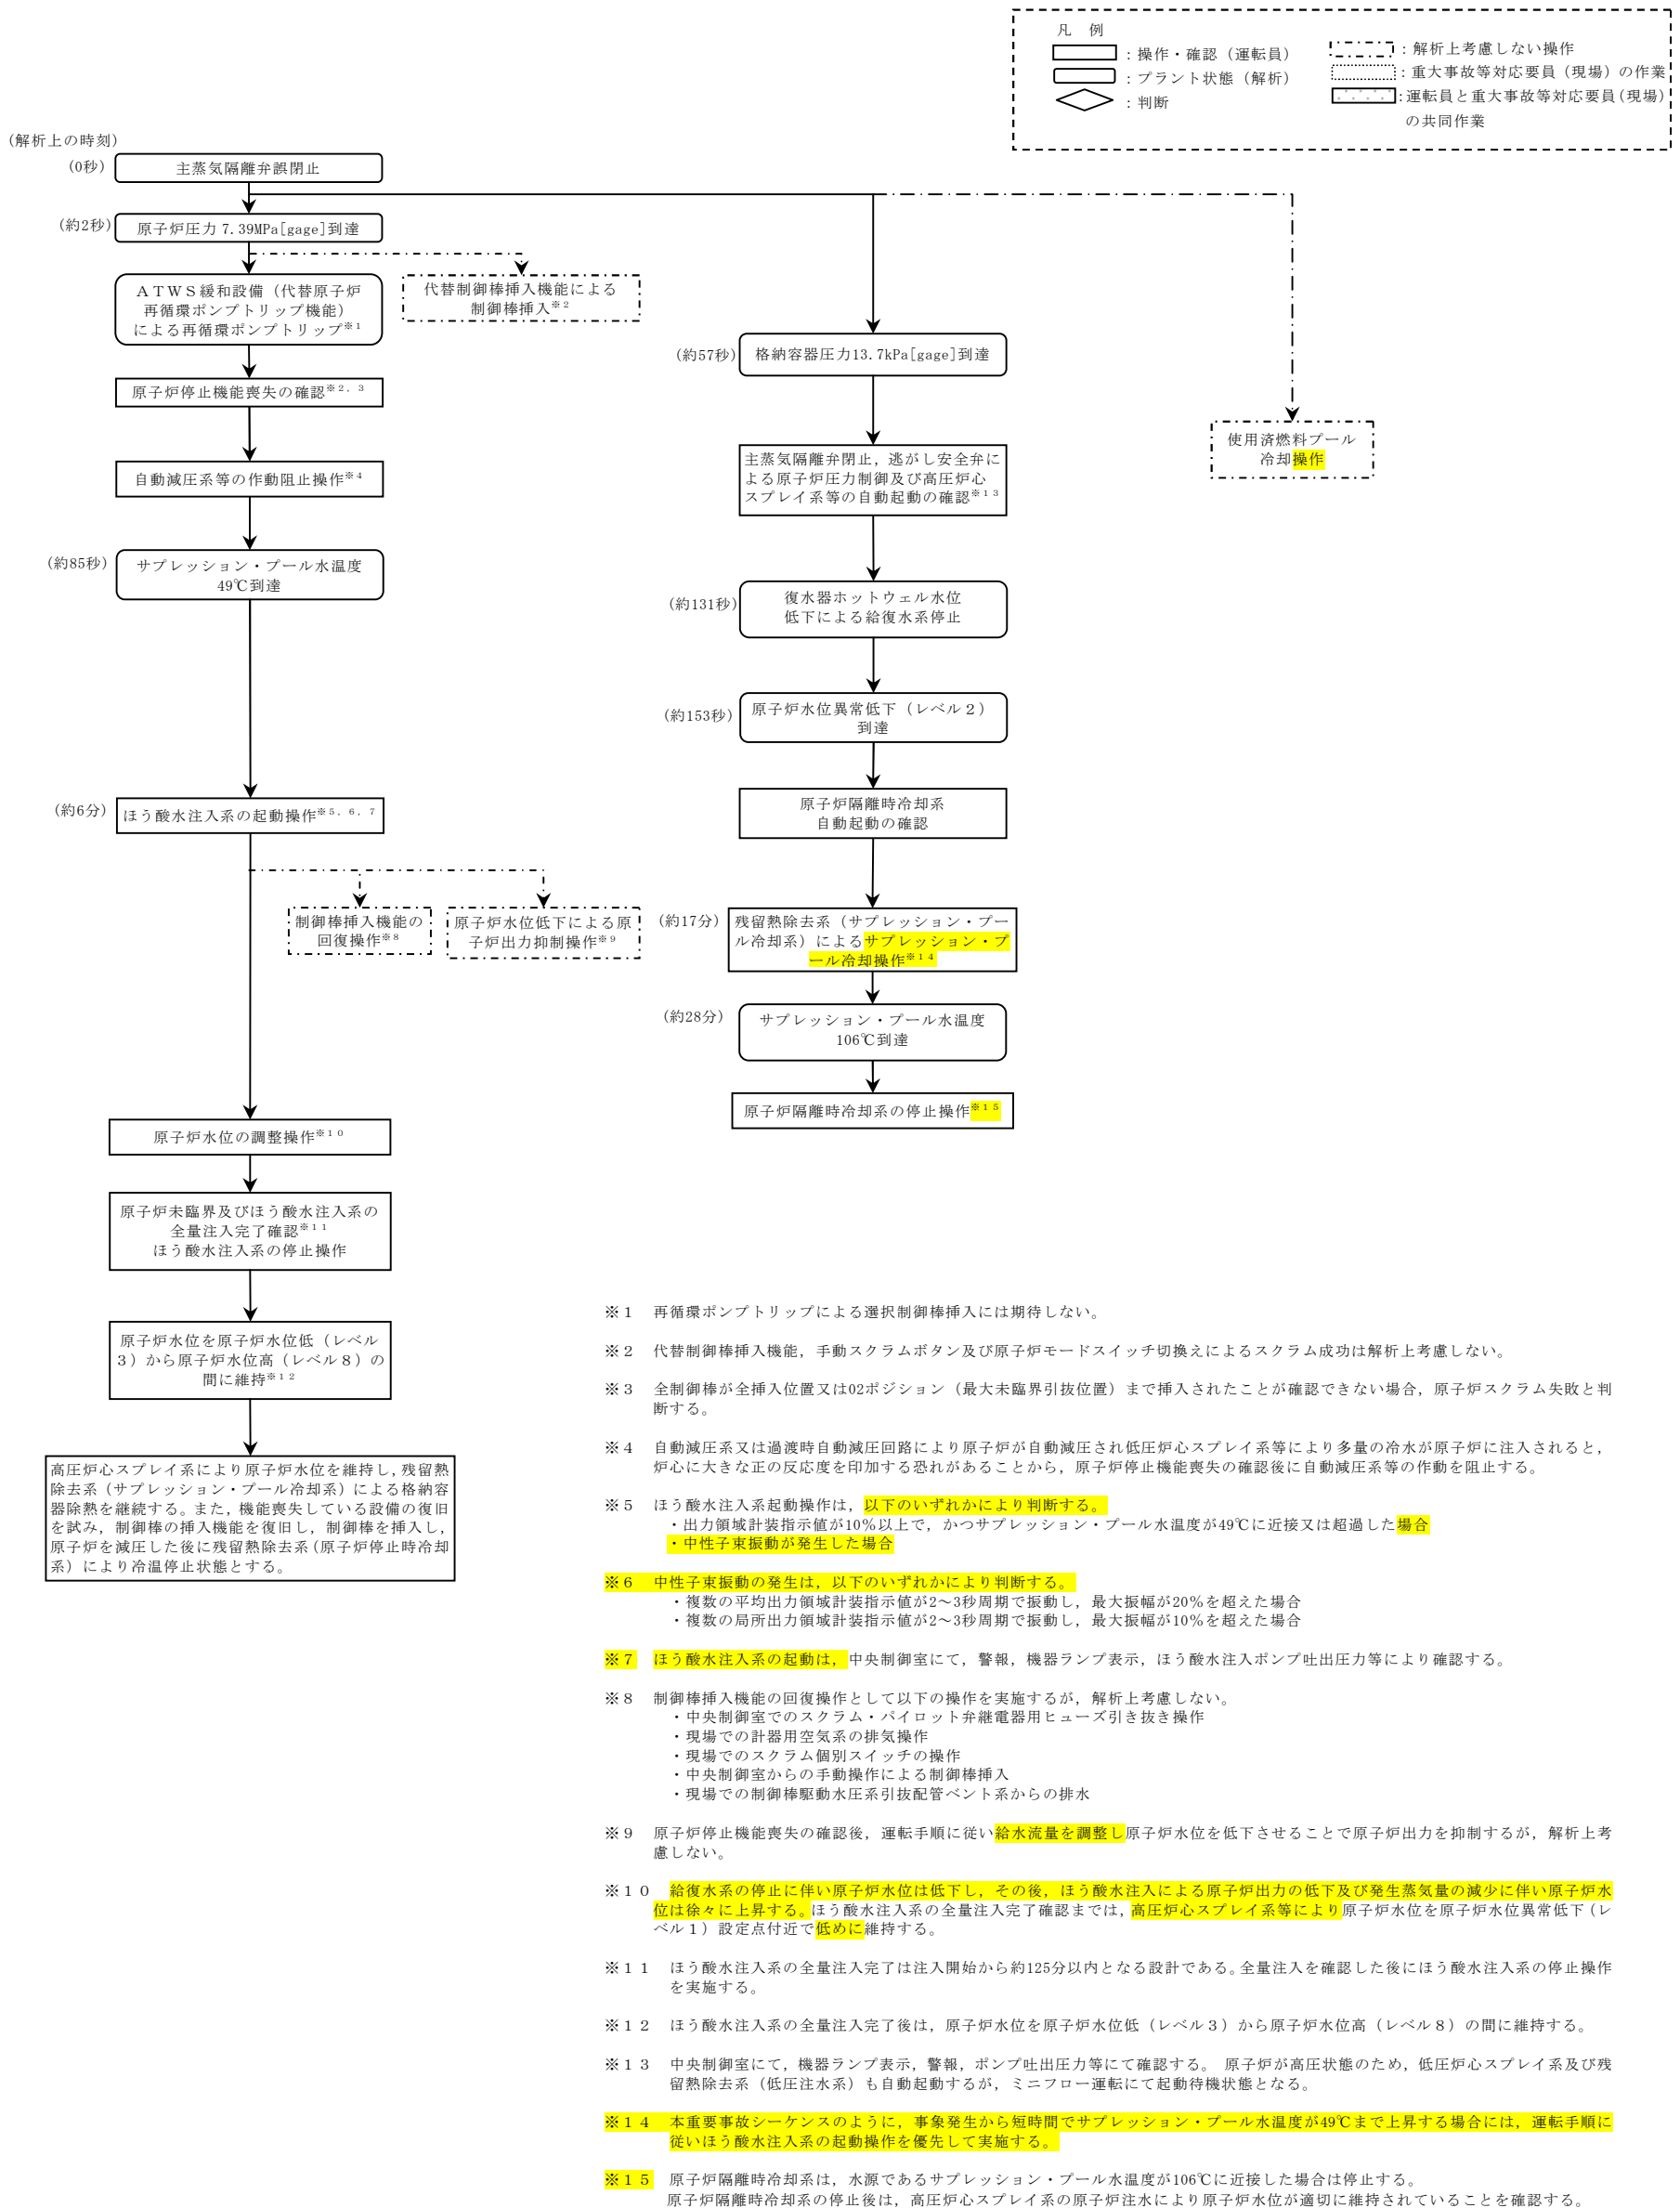 凡　例
：操作・確認（運転員）
：プラント状態（解析）
：判断
：解析上考慮しない操作
：重大事故等対応要員（現場）の作業
：運転員と重大事故等対応要員（現場）
の共同作業
（解析上の時刻）
（0秒）
主蒸気隔離弁誤閉止
（約2秒）
原子炉圧力 7.39MPa[gage]到達
ＡＴＷＳ緩和設備（代替原子炉
再循環ポンプトリップ機能）
による再循環ポンプトリップ※１
代替制御棒挿入機能による
制御棒挿入※２
原子炉停止機能喪失の確認※２，３
自動減圧系等の作動阻止操作※４
（約85秒）
サプレッション・プール水温度
49℃到達
（約6分）
ほう酸水注入系の起動操作※５，６，７
制御棒挿入機能の
回復操作※８
原子炉水位低下による原
子炉出力抑制操作※９
原子炉水位の調整操作※１０
原子炉未臨界及びほう酸水注入系の
全量注入完了確認※１１
ほう酸水注入系の停止操作
原子炉水位を原子炉水位低（レベル
３）から原子炉水位高（レベル８）の
間に維持※１２
高圧炉心スプレイ系により原子炉水位を維持し，残留熱
除去系（サプレッション・プール冷却系）による格納容
器除熱を継続する。また，機能喪失している設備の復旧
を試み，制御棒の挿入機能を復旧し，制御棒を挿入し，
原子炉を減圧した後に残留熱除去系（原子炉停止時冷却
系）により冷温停止状態とする。
（約57秒）
格納容器圧力13.7kPa[gage]到達
主蒸気隔離弁閉止，逃がし安全弁に
よる原子炉圧力制御及び高圧炉心
スプレイ系等の自動起動の確認※１３
（約131秒）
復水器ホットウェル水位
低下による給復水系停止
（約153秒）
原子炉水位異常低下（レベル２）
到達
原子炉隔離時冷却系
自動起動の確認
（約17分）
残留熱除去系（サプレッション・プー
ル冷却系）によるサプレッション・プ
ール冷却操作※１４
（約28分）
サプレッション・プール水温度
106℃到達
原子炉隔離時冷却系の停止操作※１５
使用済燃料プール
冷却操作
※１　再循環ポンプトリップによる選択制御棒挿入には期待しない。
※２　代替制御棒挿入機能，手動スクラムボタン及び原子炉モードスイッチ切換えによるスクラム成功は解析上考慮しない。
※３　全制御棒が全挿入位置又は02ポジション（最大未臨界引抜位置）まで挿入されたことが確認できない場合，原子炉スクラム失敗と判
断する。
※４　自動減圧系又は過渡時自動減圧回路により原子炉が自動減圧され低圧炉心スプレイ系等により多量の冷水が原子炉に注入されると，
炉心に大きな正の反応度を印加する恐れがあることから，原子炉停止機能喪失の確認後に自動減圧系等の作動を阻止する。
※５　ほう酸水注入系起動操作は，以下のいずれかにより判断する。
・出力領域計装指示値が10％以上で，かつサプレッション・プール水温度が49℃に近接又は超過した場合
・中性子束振動が発生した場合
※６　中性子束振動の発生は，以下のいずれかにより判断する。
・複数の平均出力領域計装指示値が2～3秒周期で振動し，最大振幅が20％を超えた場合
・複数の局所出力領域計装指示値が2～3秒周期で振動し，最大振幅が10％を超えた場合
※７　ほう酸水注入系の起動は，中央制御室にて，警報，機器ランプ表示，ほう酸水注入ポンプ吐出圧力等により確認する。
※８　制御棒挿入機能の回復操作として以下の操作を実施するが，解析上考慮しない。
・中央制御室でのスクラム・パイロット弁継電器用ヒューズ引き抜き操作
・現場での計器用空気系の排気操作
・現場でのスクラム個別スイッチの操作
・中央制御室からの手動操作による制御棒挿入
・現場での制御棒駆動水圧系引抜配管ベント系からの排水
※９　原子炉停止機能喪失の確認後，運転手順に従い給水流量を調整し原子炉水位を低下させることで原子炉出力を抑制するが，解析上考
慮しない。
※１０　給復水系の停止に伴い原子炉水位は低下し，その後，ほう酸水注入による原子炉出力の低下及び発生蒸気量の減少に伴い原子炉水
位は徐々に上昇する。ほう酸水注入系の全量注入完了確認までは，高圧炉心スプレイ系等により原子炉水位を原子炉水位異常低下（レ
ベル１）設定点付近で低めに維持する。
※１１　ほう酸水注入系の全量注入完了は注入開始から約125分以内となる設計である。全量注入を確認した後にほう酸水注入系の停止操作
を実施する。
※１２　ほう酸水注入系の全量注入完了後は，原子炉水位を原子炉水位低（レベル３）から原子炉水位高（レベル８）の間に維持する。
※１３　中央制御室にて，機器ランプ表示，警報，ポンプ吐出圧力等にて確認する。　原子炉が高圧状態のため，低圧炉心スプレイ系及び残
留熱除去系（低圧注水系）も自動起動するが，ミニフロー運転にて起動待機状態となる。
※１４　本重要事故シーケンスのように，事象発生から短時間でサプレッション・プール水温度が49℃まで上昇する場合には，運転手順に
従いほう酸水注入系の起動操作を優先して実施する。
※１５　原子炉隔離時冷却系は，水源であるサプレッション・プール水温度が106℃に近接した場合は停止する。
原子炉隔離時冷却系の停止後は，高圧炉心スプレイ系の原子炉注水により原子炉水位が適切に維持されていることを確認する。